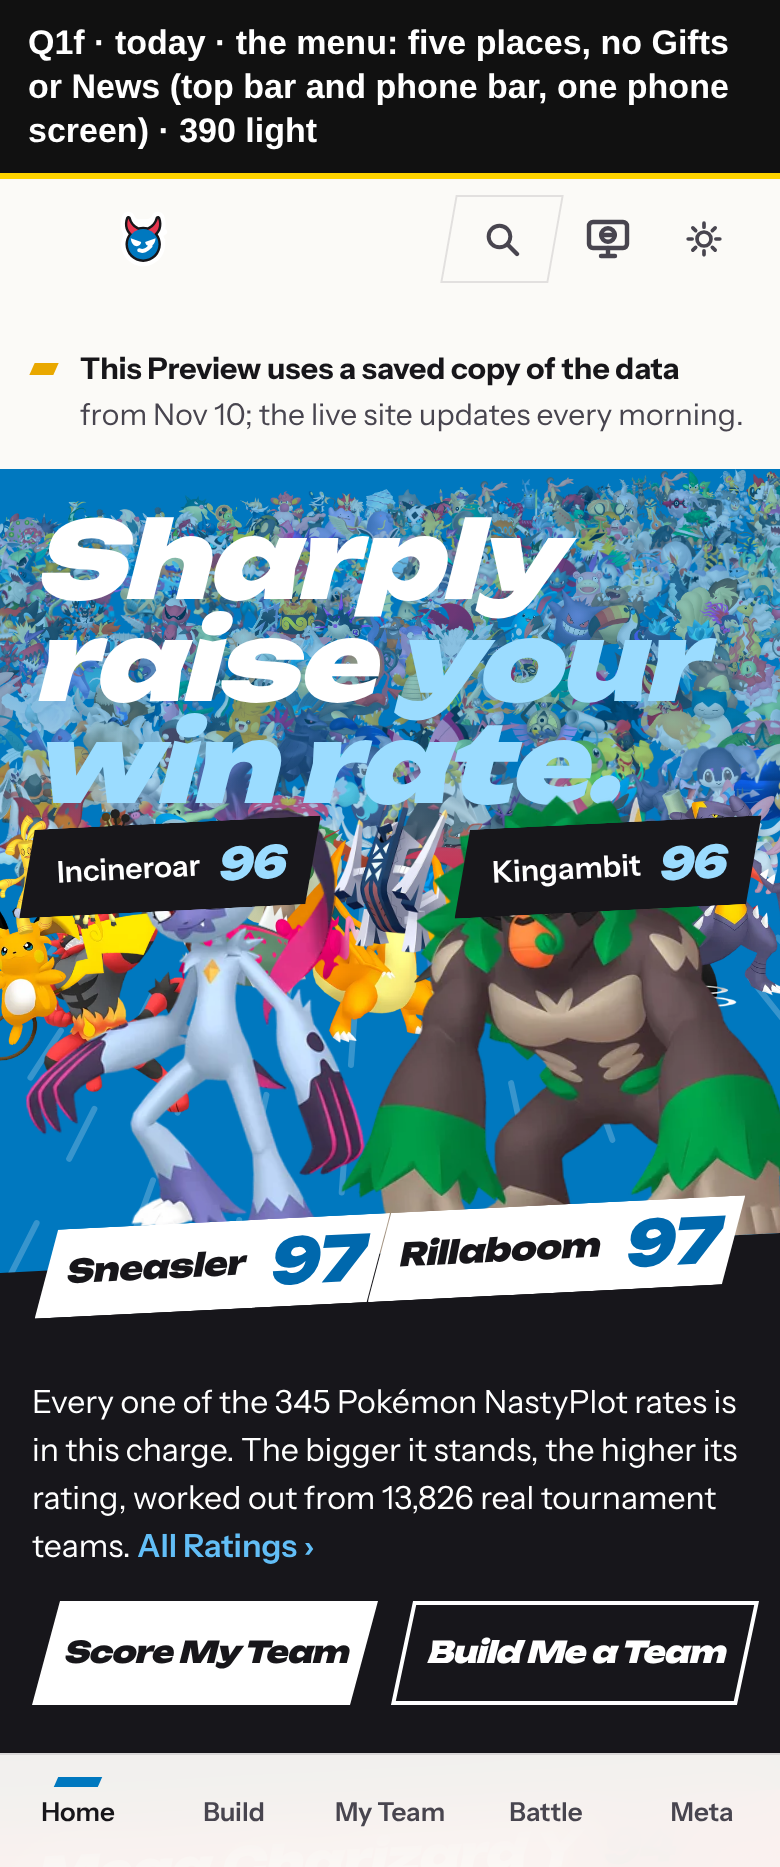 Q1f · today · the menu: five places, no Gifts
or News (top bar and phone bar, one phone
screen) · 390 light
This Preview uses a saved copy of the data
from Nov 10; the live site updates every morning.
Sharply
raise your
win rate.
Incineroar 96
Kingambit 96
Sneasler 97
Rillaboom 97
Every one of the 345 Pokémon NastyPlot rates is
in this charge. The bigger it stands, the higher its
rating, worked out from 13,826 real tournament
teams. All Ratings ›
Score My Team
Build Me a Team
Home
Build
My Team
Battle
Meta